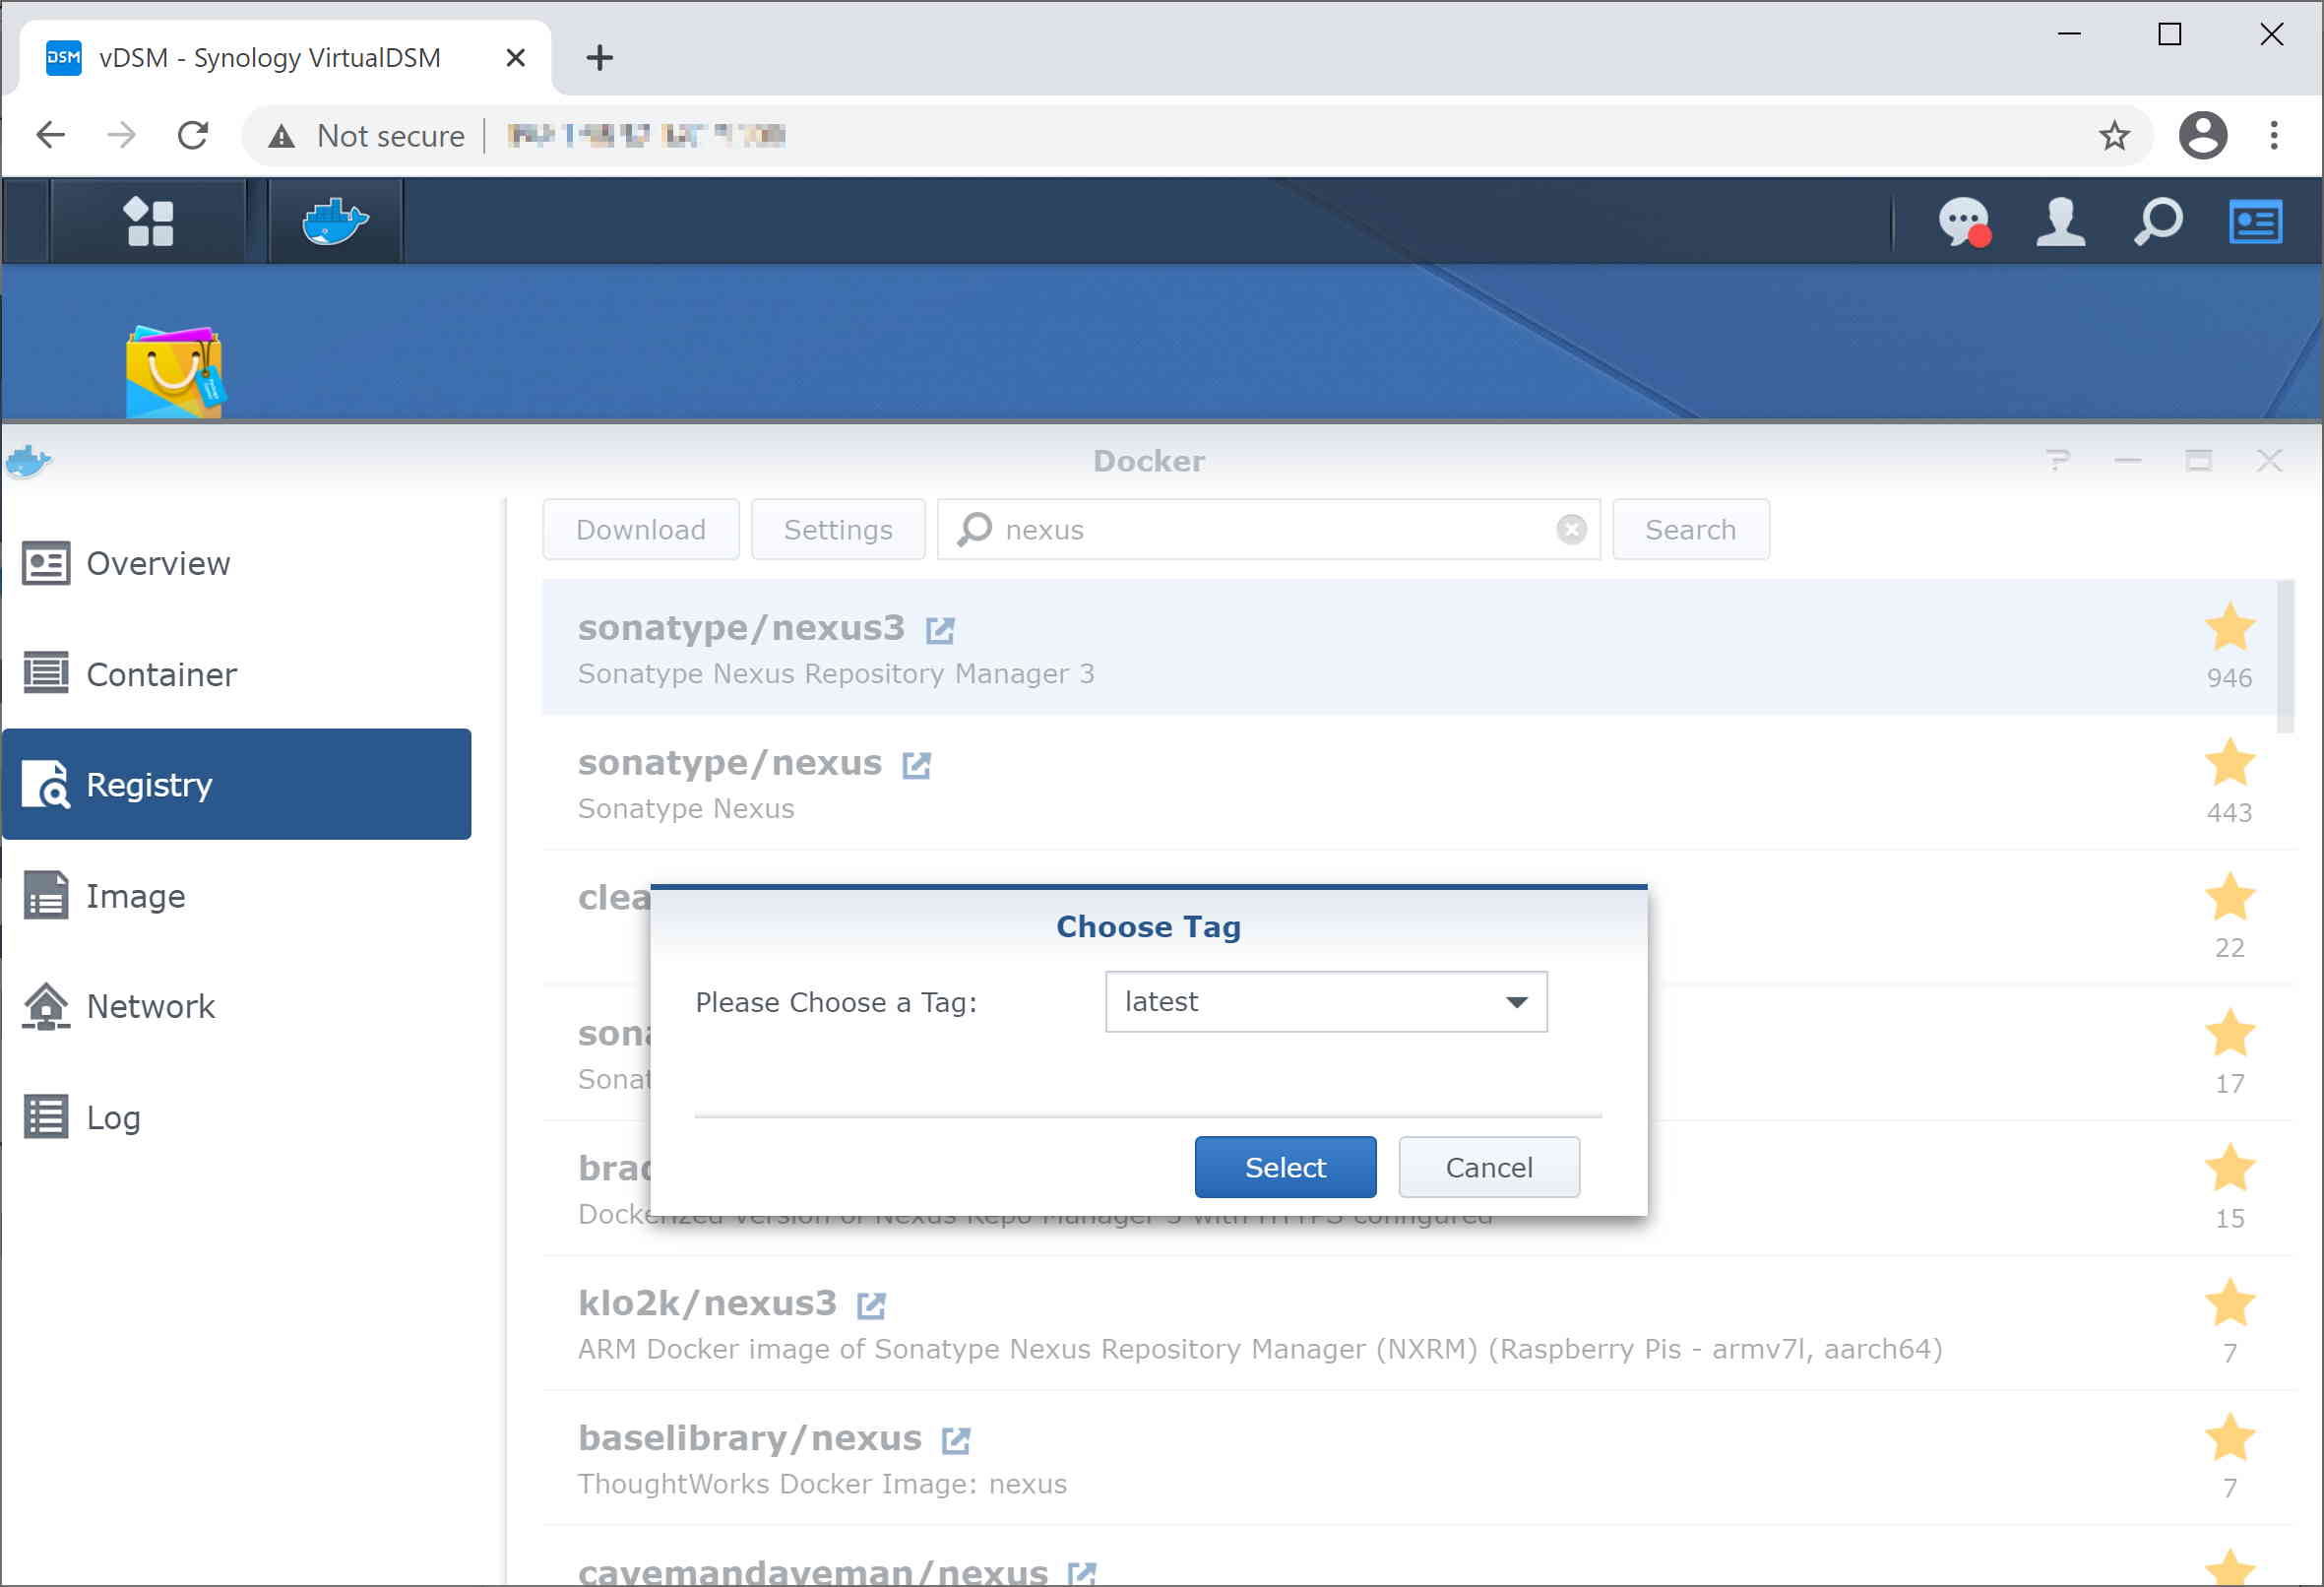 DSM
vDSM - Synology VirtualDSM
Not secure
Docker
Overview
Container
Registry
Image
Network
Log
Download
Settings
nexus
Search
sonatype/nexus3
Sonatype Nexus Repository Manager 3
946
sonatype/nexus
Sonatype Nexus
443
clea
22
sona
Sonat
17
brad
Dockerized version of Nexus Repo Manager 3 with HTTPS configured
15
Choose Tag
Please Choose a Tag:
latest
Select
Cancel
klo2k/nexus3
ARM Docker image of Sonatype Nexus Repository Manager (NXRM) (Raspberry Pis - armv7l, aarch64)
7
baselibrary/nexus
ThoughtWorks Docker Image: nexus
7
cavemandaveman/nexus